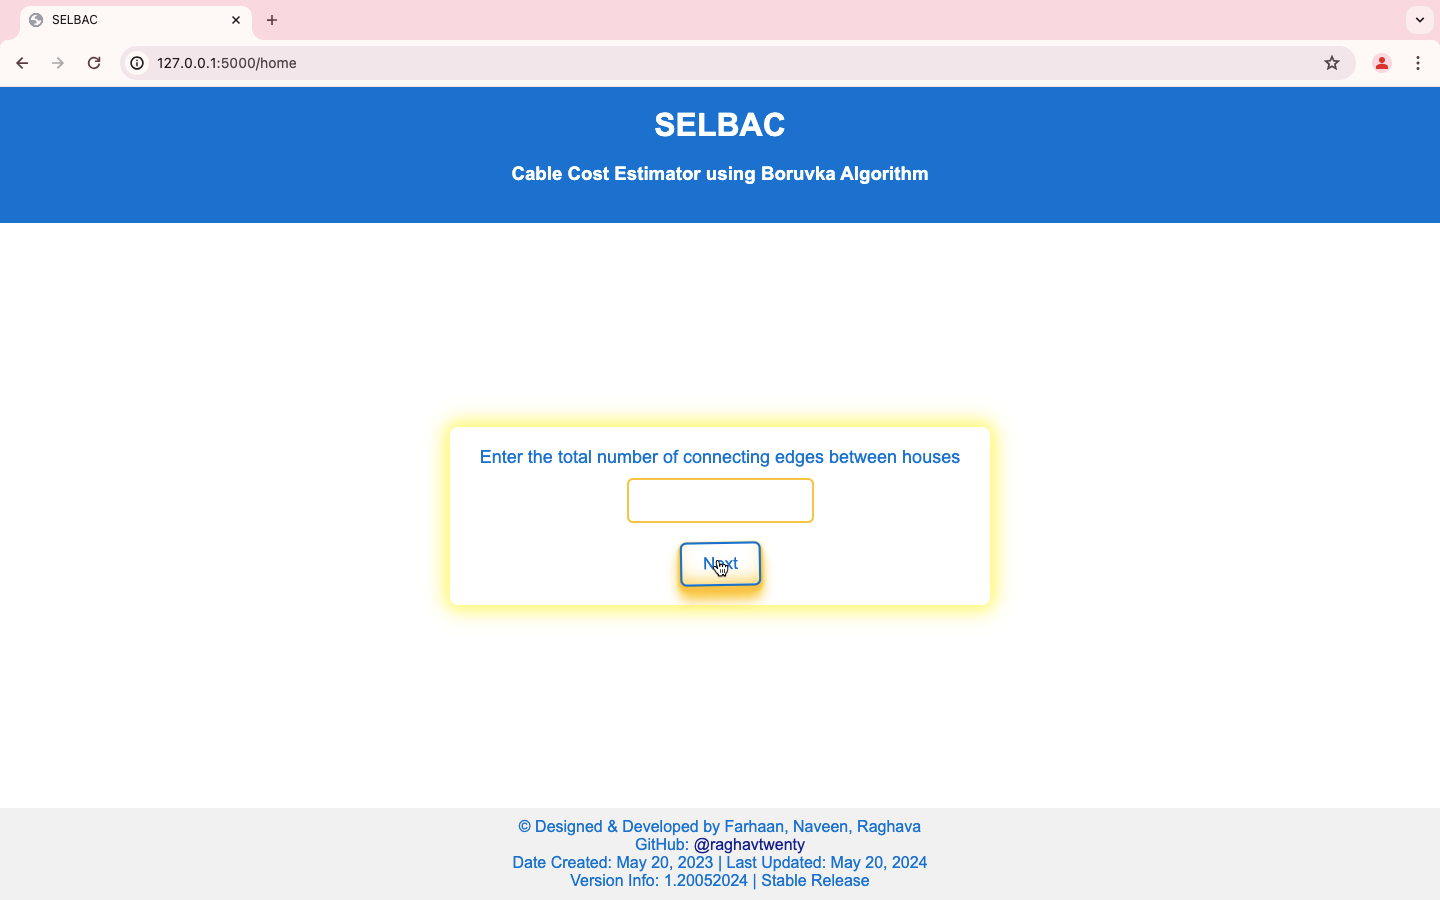 SELBAC
127.0.0.1:5000/home
SELBAC
Cable Cost Estimator using Boruvka Algorithm
Enter the total number of connecting edges between houses
Next
© Designed & Developed by Farhaan, Naveen, Raghava
GitHub: @raghavtwenty
Date Created: May 20, 2023 | Last Updated: May 20, 2024
Version Info: 1.20052024 | Stable Release